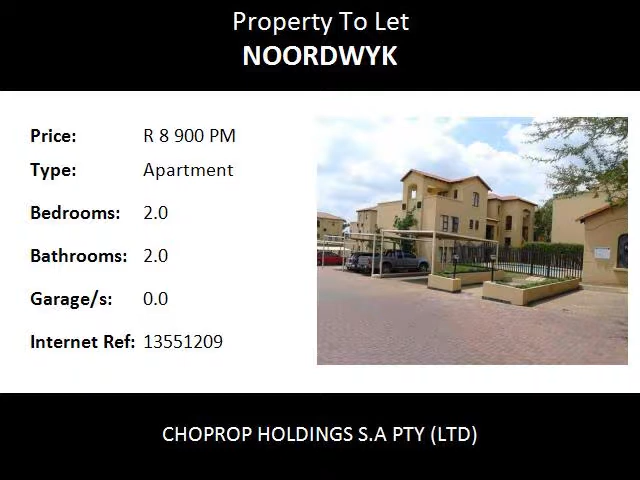 Property To Let
NOORDWYK
Price: R 8 900 PM
Type: Apartment
Bedrooms: 2.0
Bathrooms: 2.0
Garage/s: 0.0
Internet Ref: 13551209
CHOPROP HOLDINGS S.A PTY (LTD)